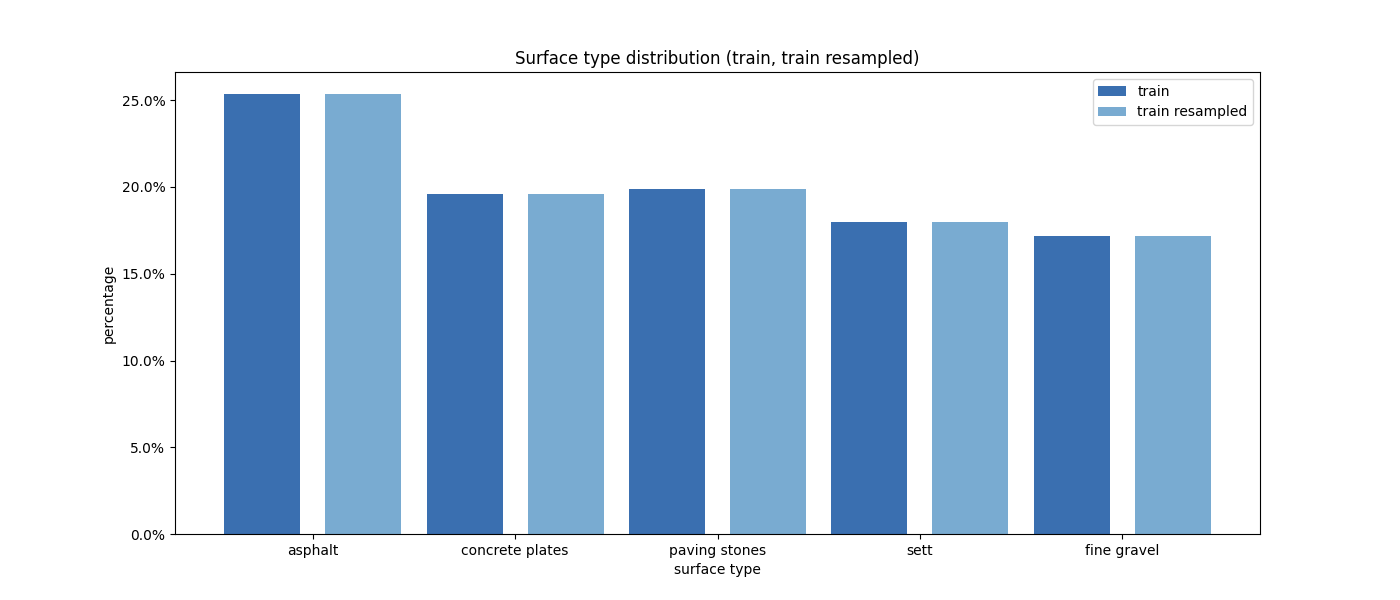 Surface type distribution (train, train resampled)
train
train resampled
25.0%
20.0%
15.0%
10.0%
5.0%
0.0%
percentage
asphalt
concrete plates
paving stones
sett
fine gravel
surface type